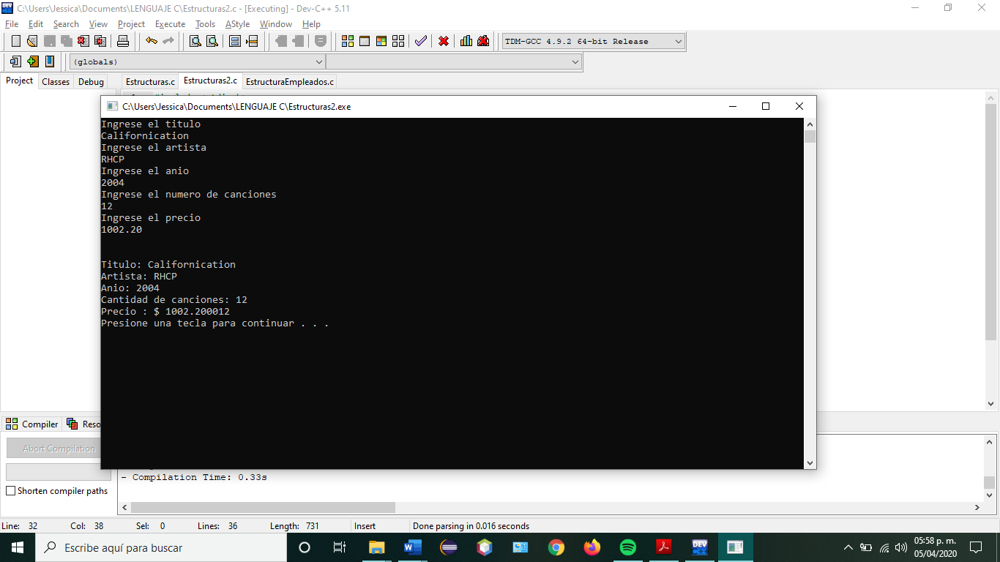 C:\Users\Jessica\Documents\LENGUAJE C\Estructuras2.c - [Executing] - Dev-C++ 5.11
File Edit Search View Project Execute Tools AStyle Window Help
TDM-GCC 4.9.2 64-bit Release
(globals)
Project Classes Debug Estructuras.c Estructuras2.c EstructuraEmpleados.c
C:\Users\Jessica\Documents\LENGUAJE C\Estructuras2.exe
Ingrese el titulo
Californication
Ingrese el artista
RHCP
Ingrese el anio
2004
Ingrese el numero de canciones
12
Ingrese el precio
1002.20
Titulo: Californication
Artista: RHCP
Anio: 2004
Cantidad de canciones: 12
Precio : $ 1002.200012
Presione una tecla para continuar . . .
Compiler Reso
Abort Compilation
- Compilation Time: 0.33s
Shorten compiler paths
Line: 32 Col: 38 Sel: 0 Lines: 36 Length: 731 Insert Done parsing in 0.016 seconds
Escribe aquí para buscar
DEV
05:58 p. m.
05/04/2020